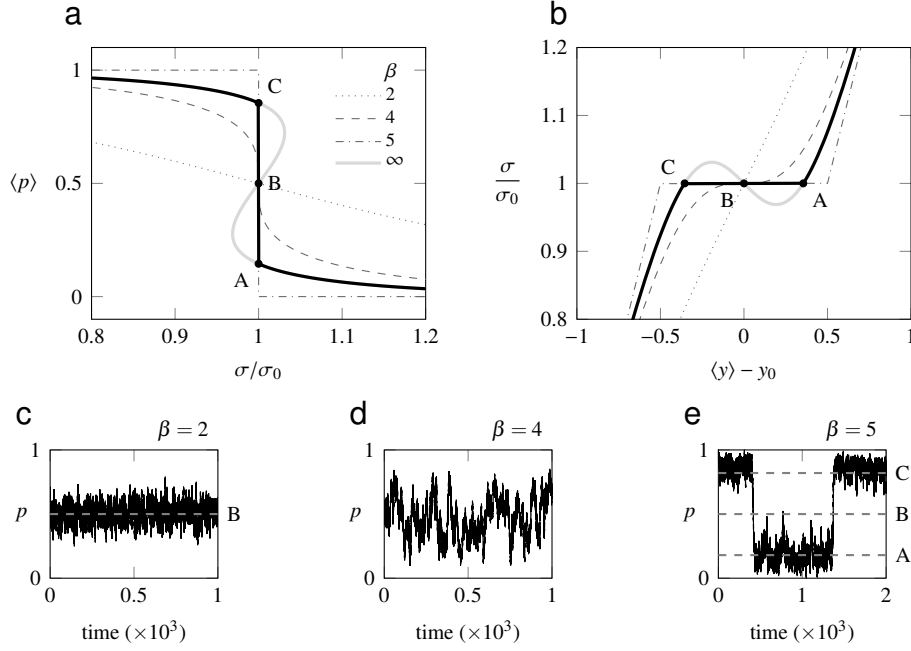 a
⟨p⟩
1
0.5
0
0.8
0.9
1
1.1
1.2
σ/σ₀
β
2
4
5
∞
C
B
A
b
σ
σ₀
1.2
1.1
1
0.9
0.8
−1
−0.5
0
0.5
1
⟨y⟩ − y₀
C
B
A
c
β = 2
p
1
0
0
0.5
1
B
time (×10³)
d
β = 4
p
1
0
0
0.5
1
time (×10³)
e
β = 5
p
1
0
0
1
2
C
B
A
time (×10³)